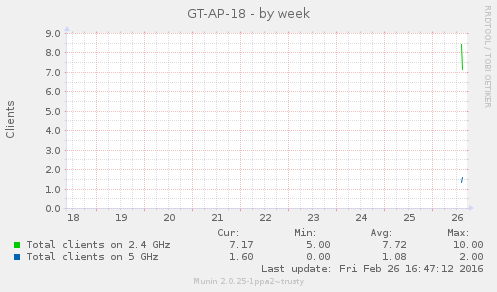 GT-AP-18 - by week
RRDTOOL / TOBI OETIKER
Clients
9.0
8.0
7.0
6.0
5.0
4.0
3.0
2.0
1.0
0.0
18 19 20 21 22 23 24 25 26
Cur: Min: Avg: Max:
Total clients on 2.4 GHz 7.17 5.00 7.72 10.00
Total clients on 5 GHz 1.60 0.00 1.08 2.00
Last update: Fri Feb 26 16:47:12 2016
Munin 2.0.25-1ppa2~trusty